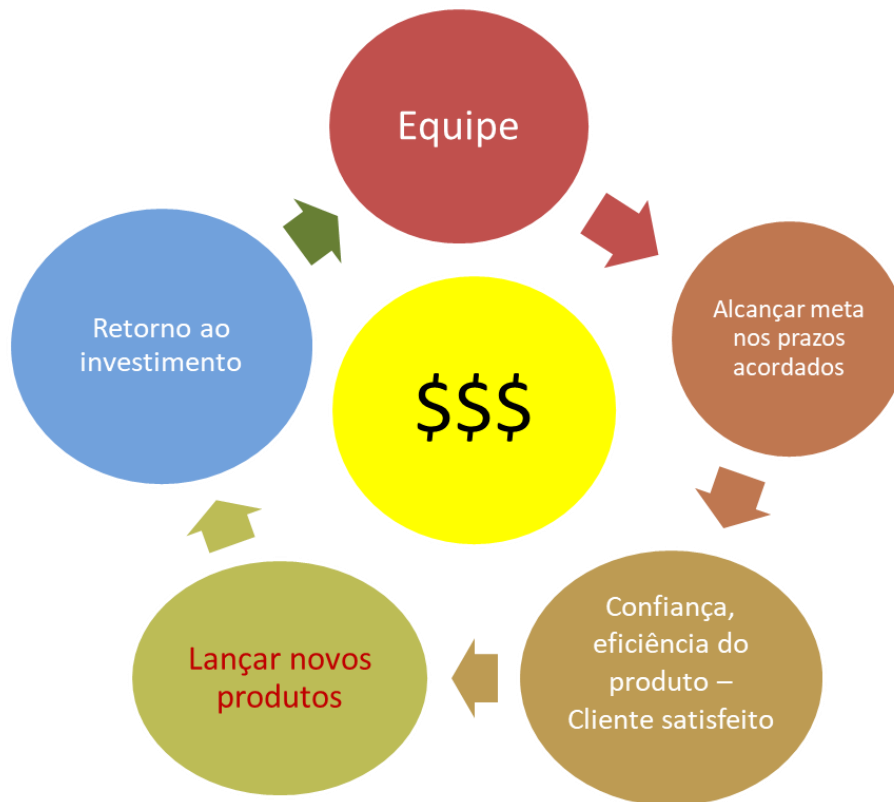 Equipe
Alcançar meta
nos prazos
acordados
Confiança,
eficiência do
produto –
Cliente satisfeito
Lançar novos
produtos
Retorno ao
investimento
$$$